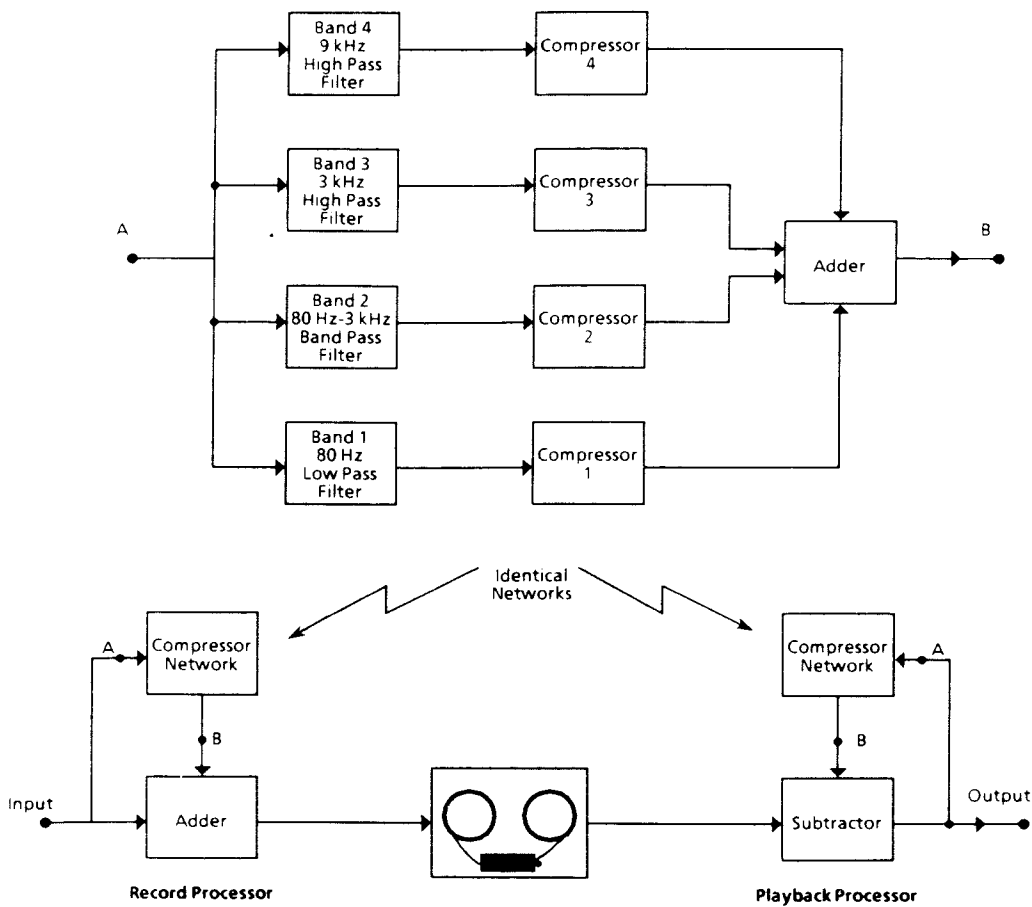 Band 4
9 kHz
High Pass
Filter
Compressor
4
Band 3
3 kHz
High Pass
Filter
Compressor
3
A
B
Adder
Band 2
80 Hz-3 kHz
Band Pass
Filter
Compressor
2
Band 1
80 Hz
Low Pass
Filter
Compressor
1
Identical
Networks
A
Compressor
Network
Compressor
Network
A
B
B
Input
Adder
Subtractor
Output
Record Processor
Playback Processor